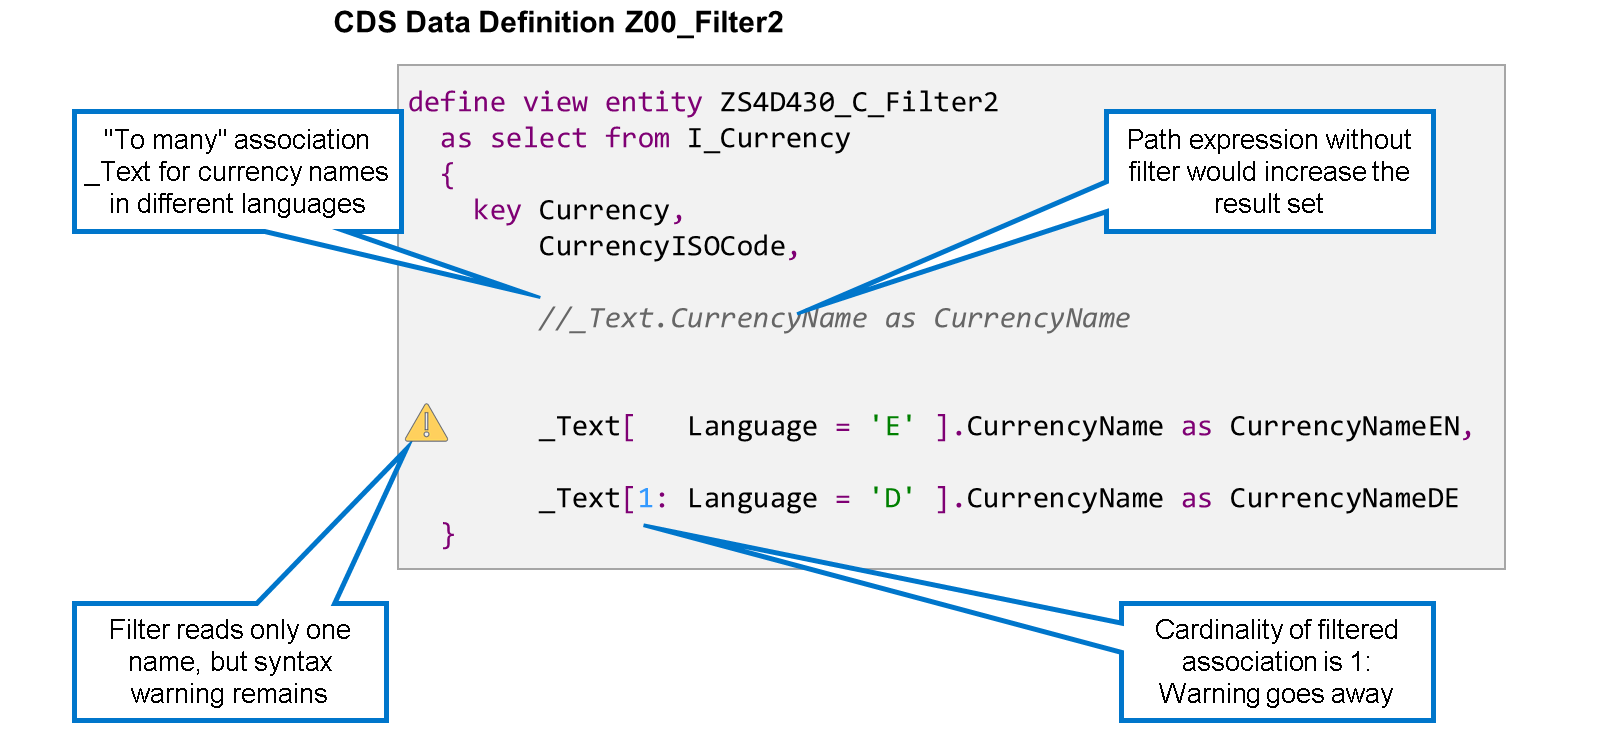 CDS Data Definition Z00_Filter2
define view entity ZS4D430_C_Filter2
as select from I_Currency
{
key Currency,
CurrencyISOCode,
//_Text.CurrencyName as CurrencyName
_Text[   Language = 'E' ].CurrencyName as CurrencyNameEN,
_Text[1: Language = 'D' ].CurrencyName as CurrencyNameDE
}
"To many" association
_Text for currency names
in different languages
Path expression without
filter would increase the
result set
Filter reads only one
name, but syntax
warning remains
Cardinality of filtered
association is 1:
Warning goes away